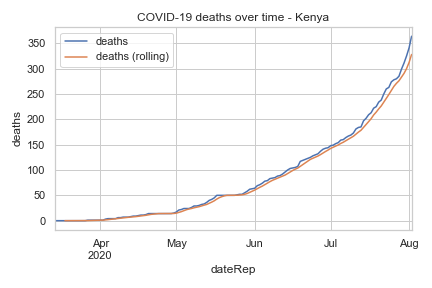 COVID-19 deaths over time - Kenya
deaths
deaths (rolling)
deaths
350
300
250
200
150
100
50
0
Apr May Jun Jul Aug
2020
dateRep